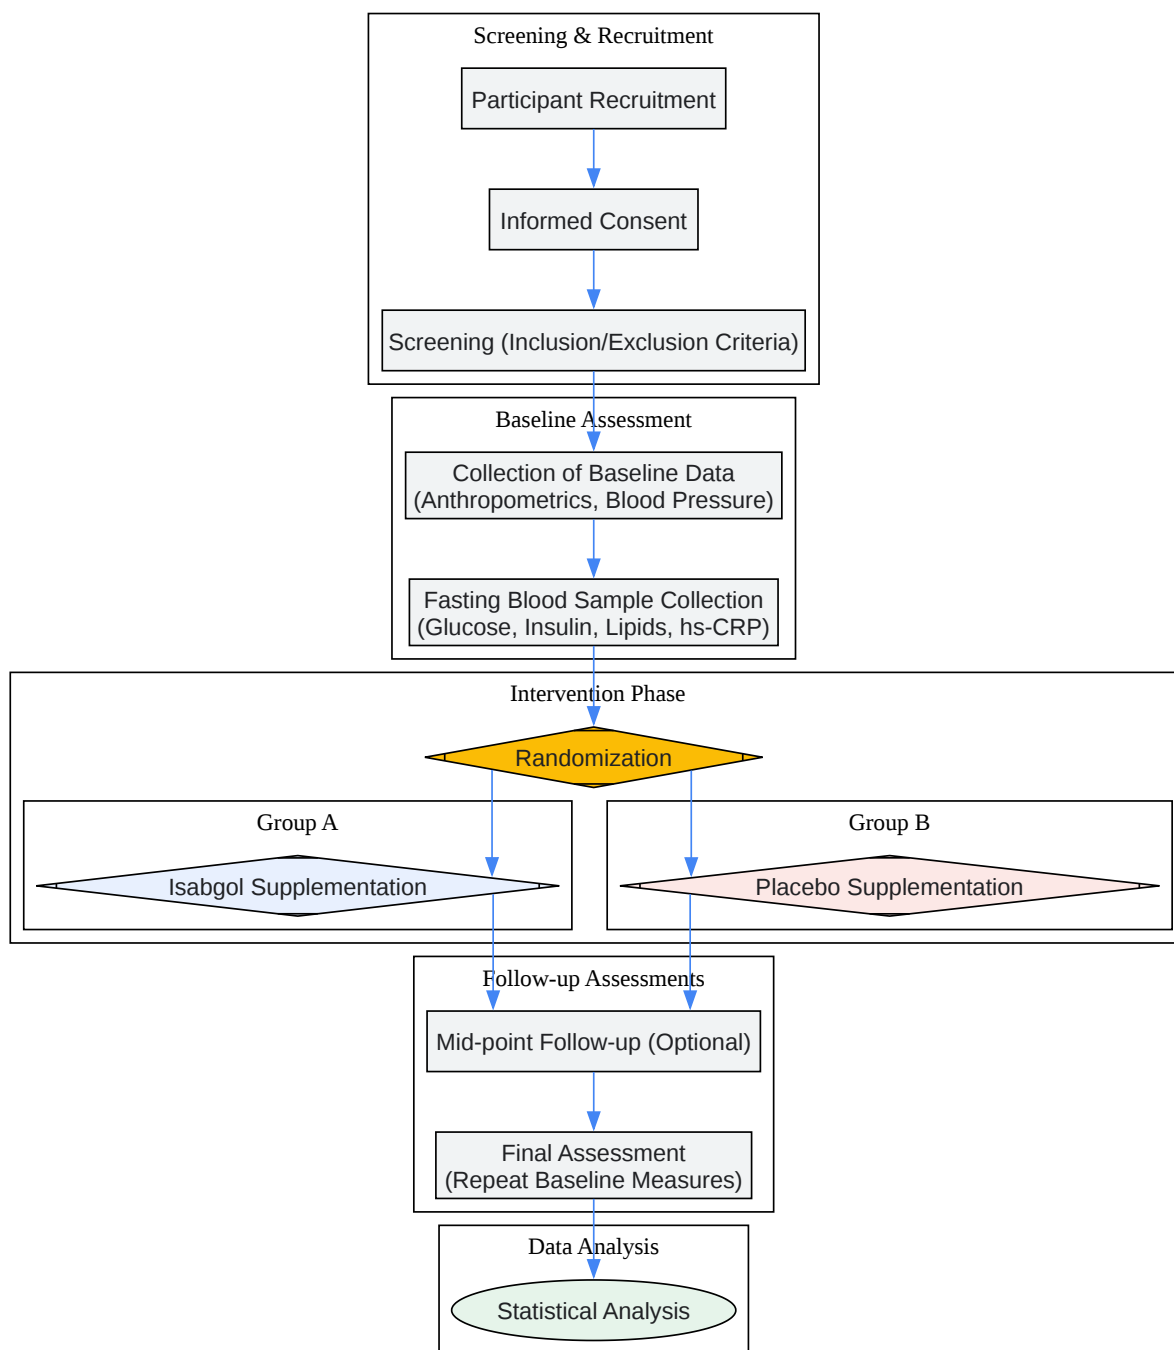 Screening & Recruitment
Participant Recruitment
Informed Consent
Screening (Inclusion/Exclusion Criteria)
Baseline Assessment
Collection of Baseline Data
(Anthropometrics, Blood Pressure)
Fasting Blood Sample Collection
(Glucose, Insulin, Lipids, hs-CRP)
Intervention Phase
Randomization
Group A
Isabgol Supplementation
Group B
Placebo Supplementation
Follow-up Assessments
Mid-point Follow-up (Optional)
Final Assessment
(Repeat Baseline Measures)
Data Analysis
Statistical Analysis